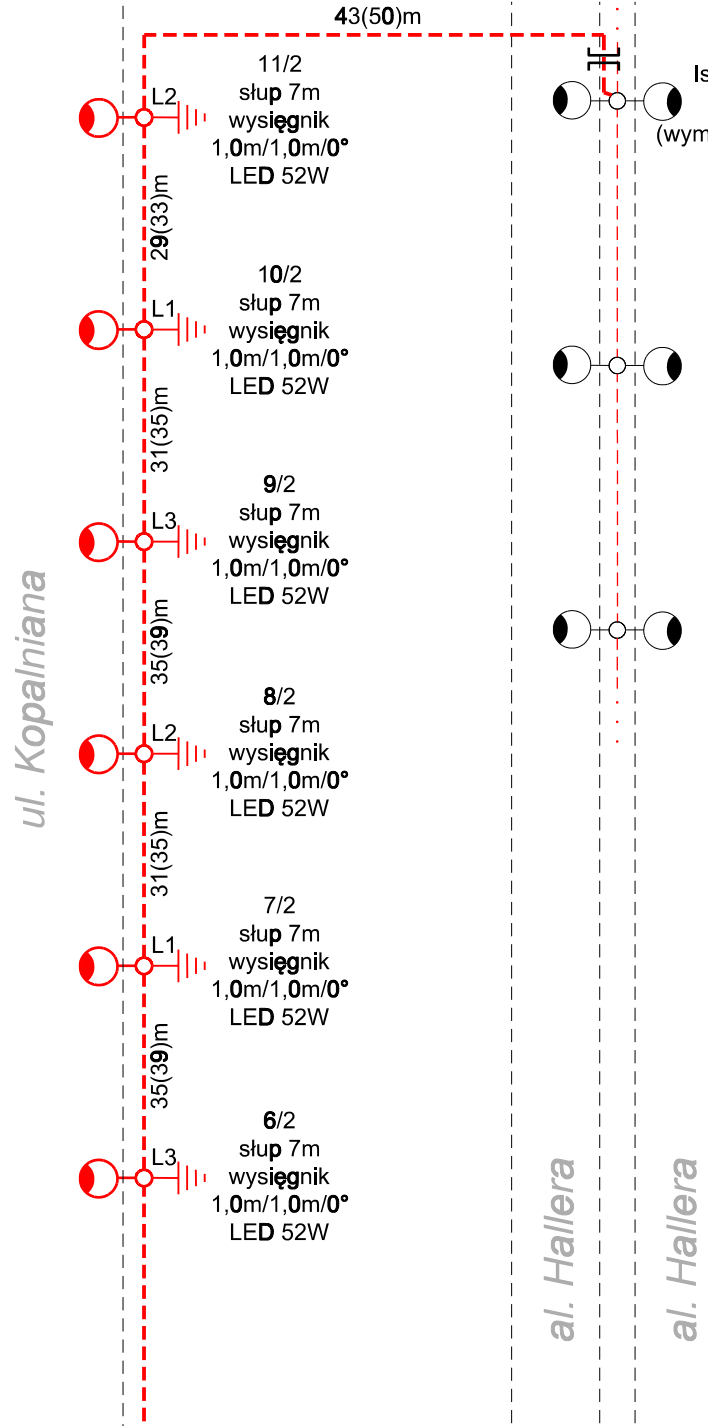 43(50)m
11/2
słup 7m
wysięgnik
1,0m/1,0m/0°
LED 52W
L2
Is
(wym
29(33)m
10/2
słup 7m
wysięgnik
1,0m/1,0m/0°
LED 52W
L1
31(35)m
9/2
słup 7m
wysięgnik
1,0m/1,0m/0°
LED 52W
L3
35(39)m
ul. Kopalniana
8/2
słup 7m
wysięgnik
1,0m/1,0m/0°
LED 52W
L2
31(35)m
7/2
słup 7m
wysięgnik
1,0m/1,0m/0°
LED 52W
L1
35(39)m
6/2
słup 7m
wysięgnik
1,0m/1,0m/0°
LED 52W
L3
al. Hallera
al. Hallera